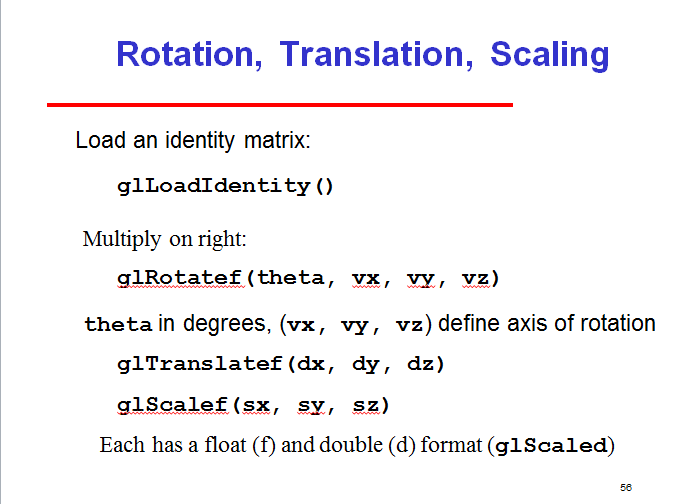 Rotation, Translation, Scaling
Load an identity matrix:
glLoadIdentity()
Multiply on right:
glRotatef(theta, vx, vy, vz)
theta in degrees, (vx, vy, vz) define axis of rotation
glTranslatef(dx, dy, dz)
glScalef(sx, sy, sz)
Each has a float (f) and double (d) format (glScaled)
56